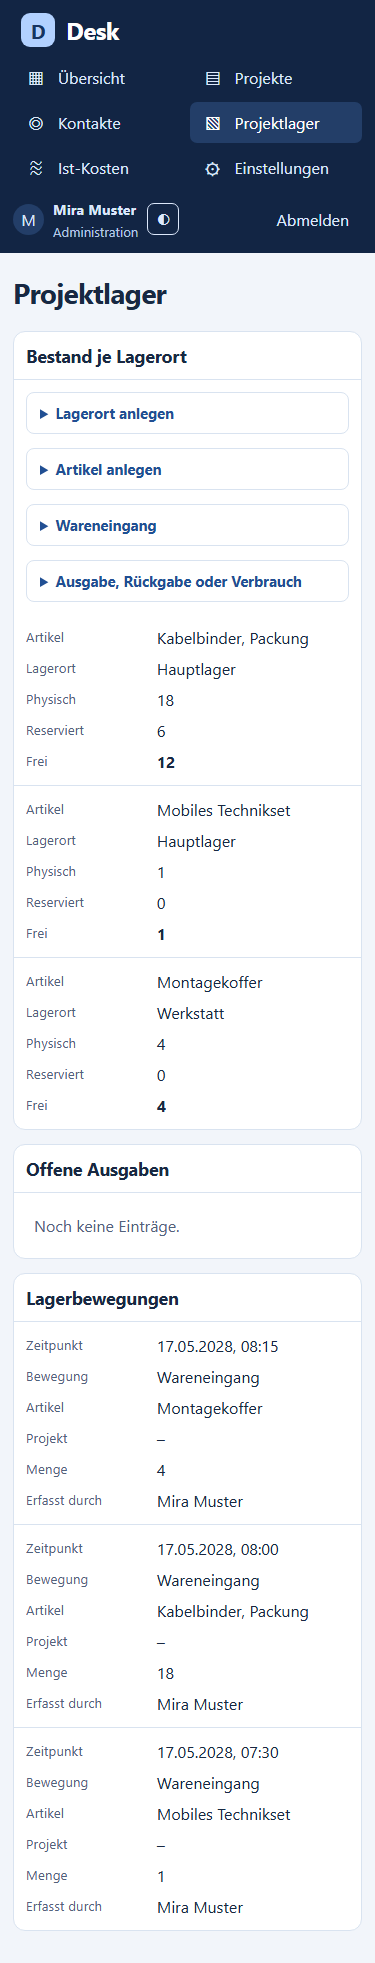 D Desk
Übersicht
Projekte
Kontakte
Projektlager
Ist-Kosten
Einstellungen
M Mira Muster
Administration
Abmelden
Projektlager
Bestand je Lagerort
Lagerort anlegen
Artikel anlegen
Wareneingang
Ausgabe, Rückgabe oder Verbrauch
Artikel Kabelbinder, Packung
Lagerort Hauptlager
Physisch 18
Reserviert 6
Frei 12
Artikel Mobiles Technikset
Lagerort Hauptlager
Physisch 1
Reserviert 0
Frei 1
Artikel Montagekoffer
Lagerort Werkstatt
Physisch 4
Reserviert 0
Frei 4
Offene Ausgaben
Noch keine Einträge.
Lagerbewegungen
Zeitpunkt 17.05.2028, 08:15
Bewegung Wareneingang
Artikel Montagekoffer
Projekt –
Menge 4
Erfasst durch Mira Muster
Zeitpunkt 17.05.2028, 08:00
Bewegung Wareneingang
Artikel Kabelbinder, Packung
Projekt –
Menge 18
Erfasst durch Mira Muster
Zeitpunkt 17.05.2028, 07:30
Bewegung Wareneingang
Artikel Mobiles Technikset
Projekt –
Menge 1
Erfasst durch Mira Muster